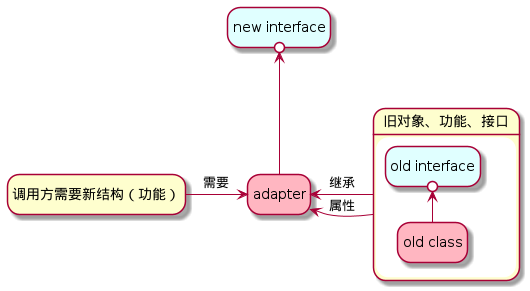 new interface
旧对象、功能、接口
old interface
需要
继承
调用方需要新结构（功能）
adapter
属性
old class